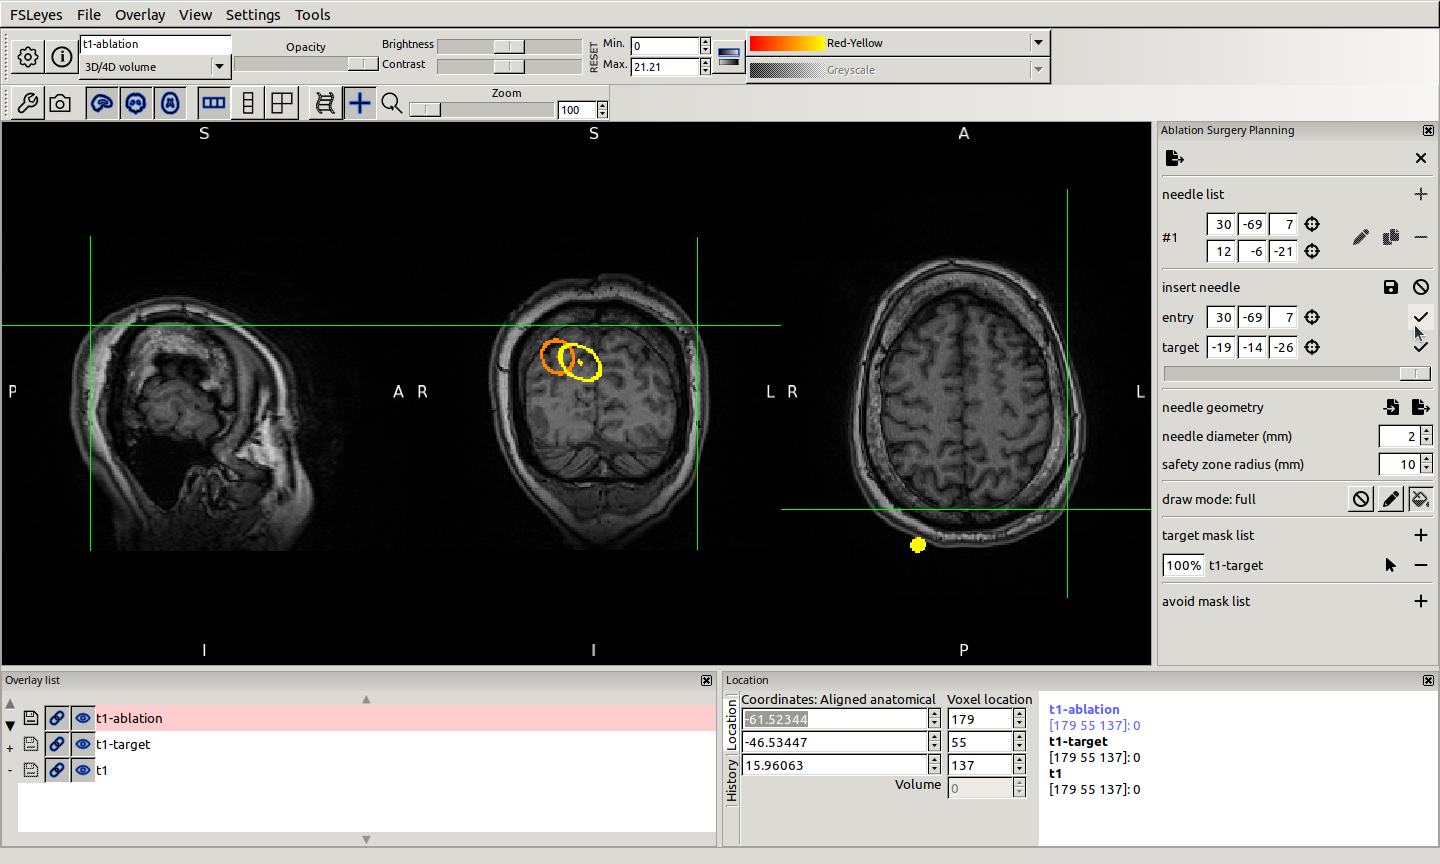 FSLeyes File Overlay View Settings Tools
t1-ablation
3D/4D volume
Opacity
Brightness
Contrast
RESET
Min. 0
Max. 21.21
Red-Yellow
Greyscale
Zoom
100
S S A
P A R L R L
I I P
Ablation Surgery Planning
needle list
#1
30 -69 7
12 -6 -21
insert needle
entry 30 -69 7
target -19 -14 -26
needle geometry
needle diameter (mm) 2
safety zone radius (mm) 10
draw mode: full
target mask list
100% t1-target
avoid mask list
Overlay list
t1-ablation
t1-target
t1
+
-
Location
Location
History
Coordinates: Aligned anatomical Voxel location
-61.52344 179
-46.53447 55
15.96063 137
Volume 0
t1-ablation
[179 55 137]: 0
t1-target
[179 55 137]: 0
t1
[179 55 137]: 0